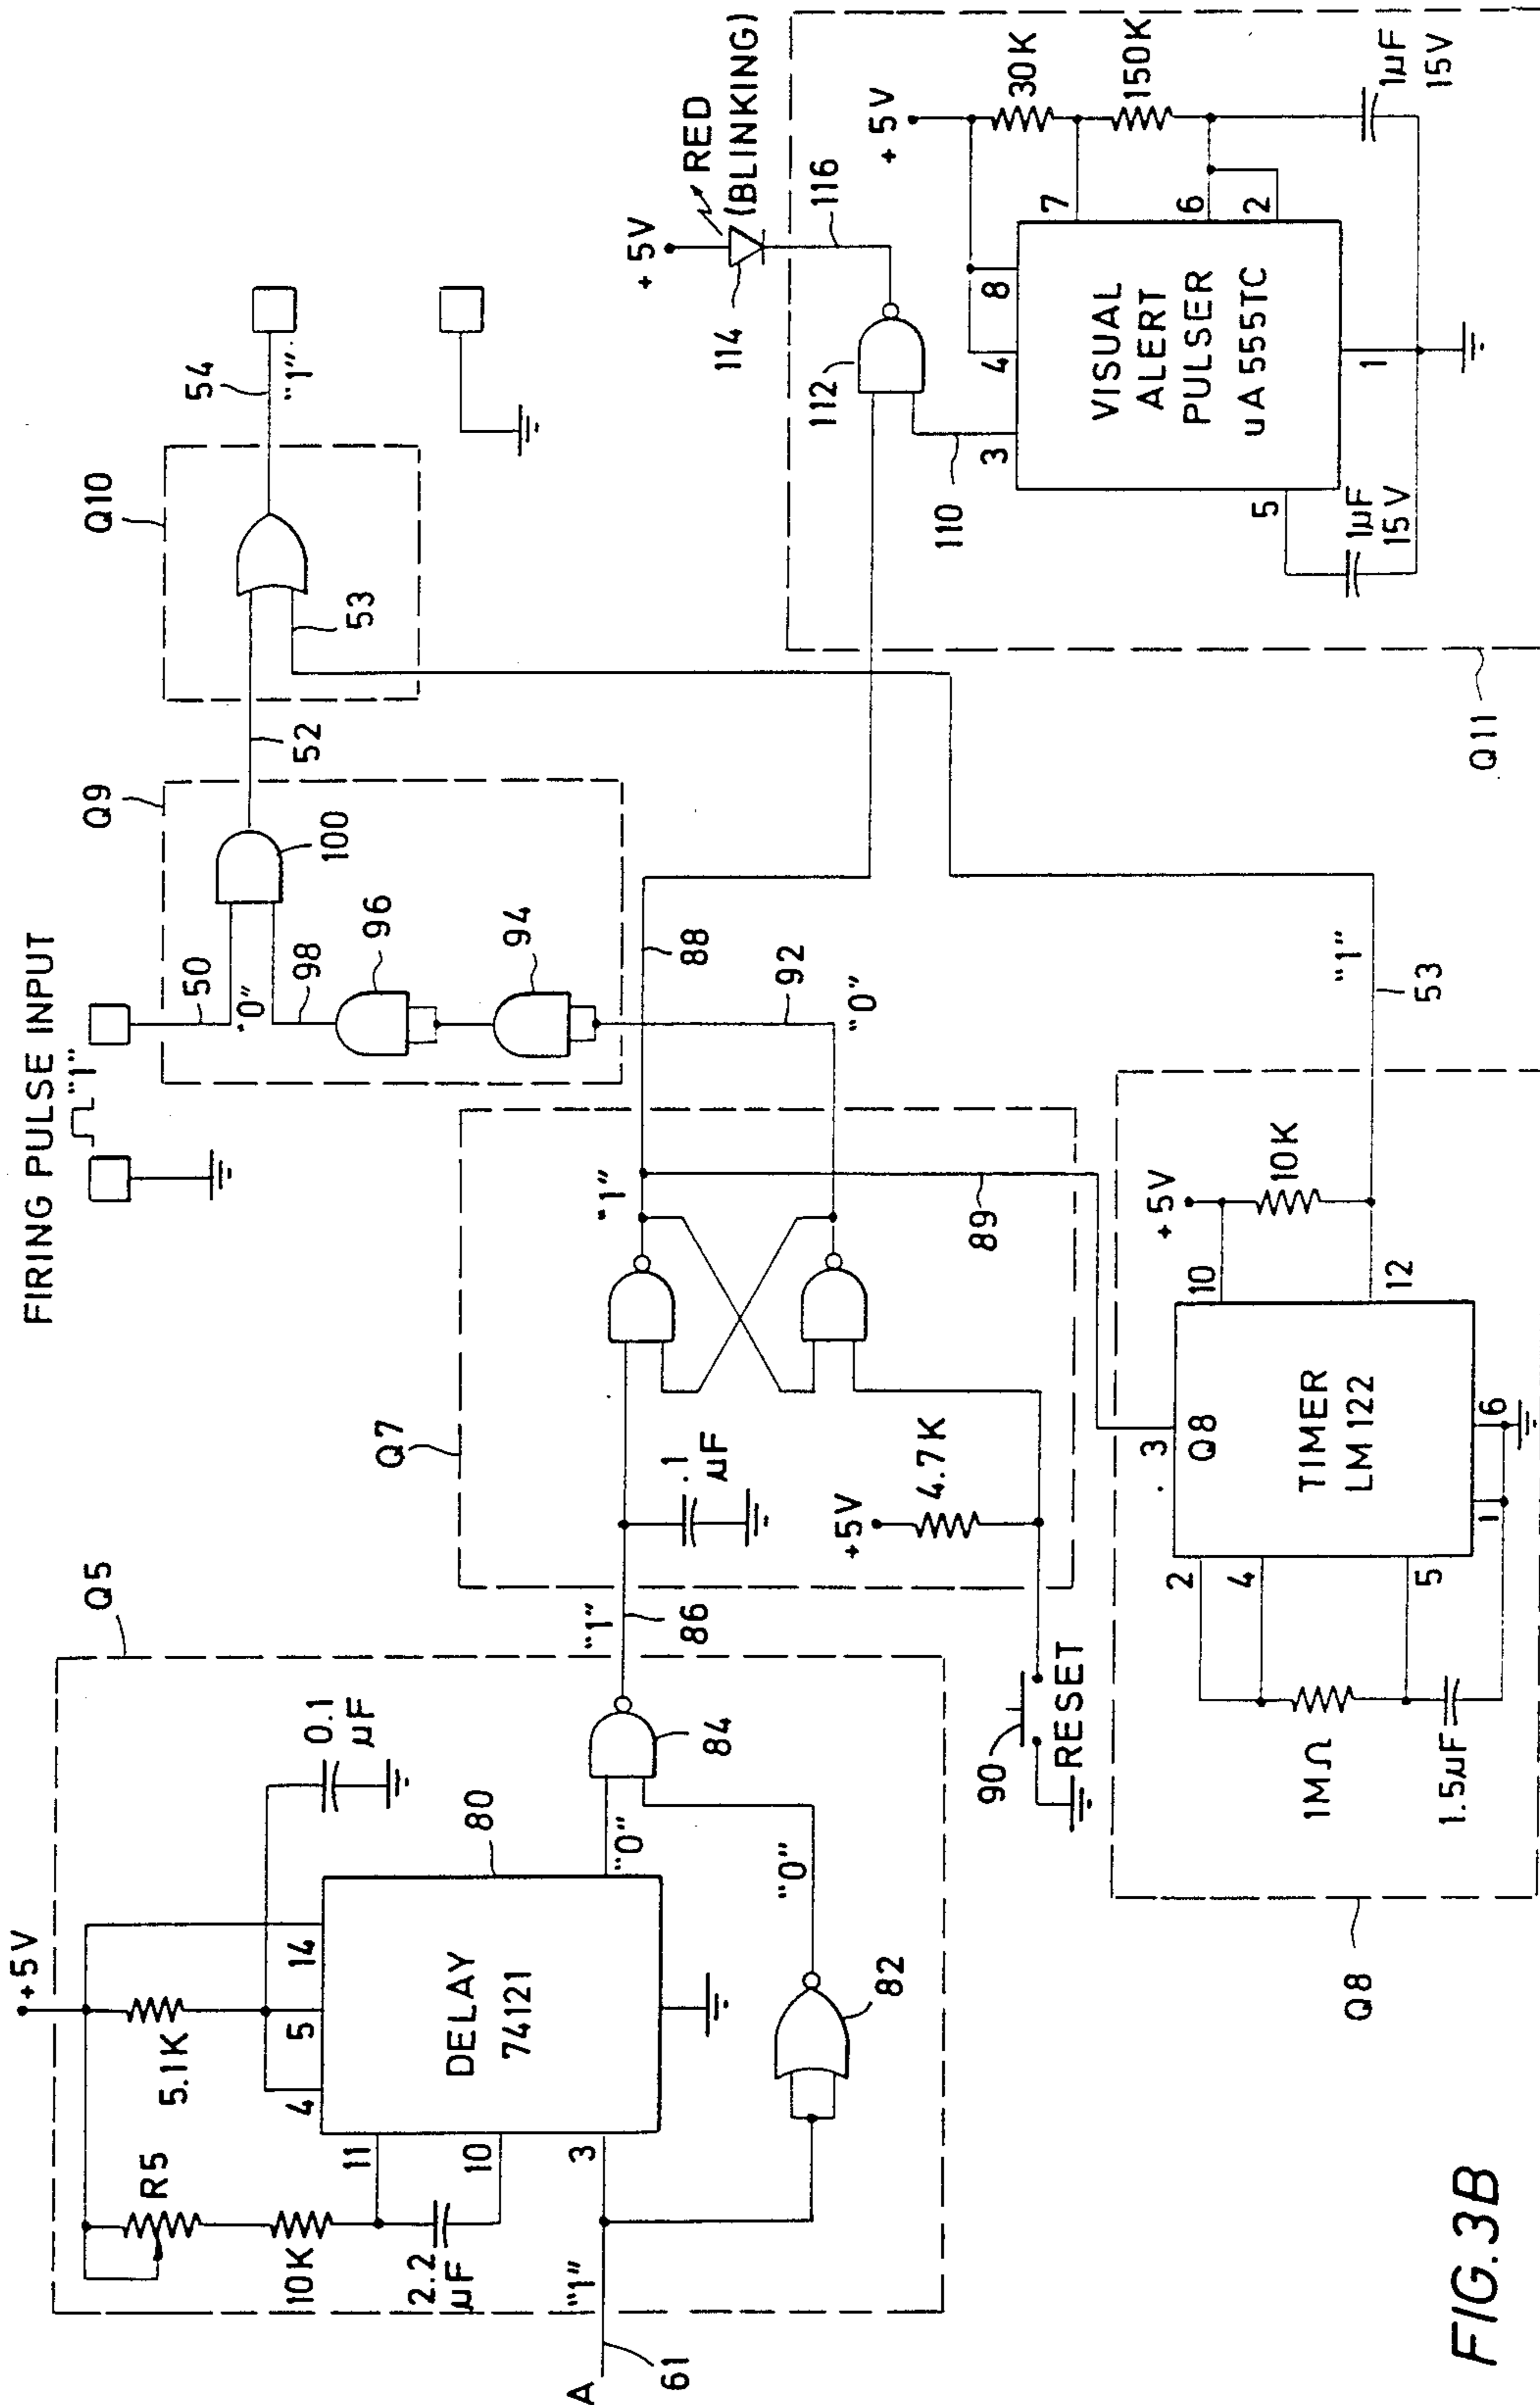 FIRING PULSE INPUT
"1"
50
"0"
98
96
94
92
"0"
88
100
Q9
52
Q10
53
54
"1"
+5V
RED
(BLINKING)
114
116
112
110
+5V
30K
150K
1µF
15V
7
6
2
8
4
3
5
1
VISUAL
ALERT
PULSER
uA555TC
1µF
15V
Q11
Q5
+5V
R5
10K
2.2
µF
5.1K
0.1
µF
4
5
14
11
10
3
DELAY
74121
80
"0"
"0"
82
84
A
61
"1"
"1"
86
Q7
.1
µF
+5V
4.7K
90
RESET
"1"
89
3
Q8
TIMER
LM122
2
4
5
1
6
10
12
+5V
10K
1MΩ
1.5µF
"1"
53
Q8
FIG.3B